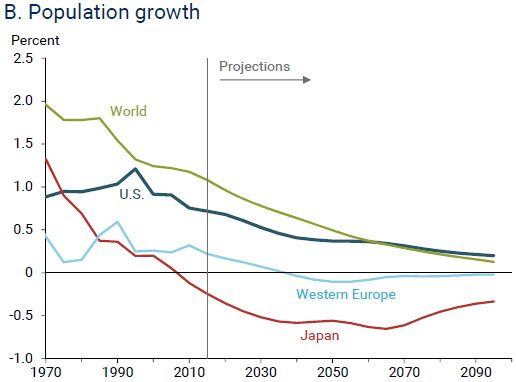 B. Population growth
Percent
2.5
Projections
2.0
World
1.5
1.0
U.S.
0.5
0
Western Europe
-0.5
Japan
-1.0
1970 1990 2010 2030 2050 2070 2090